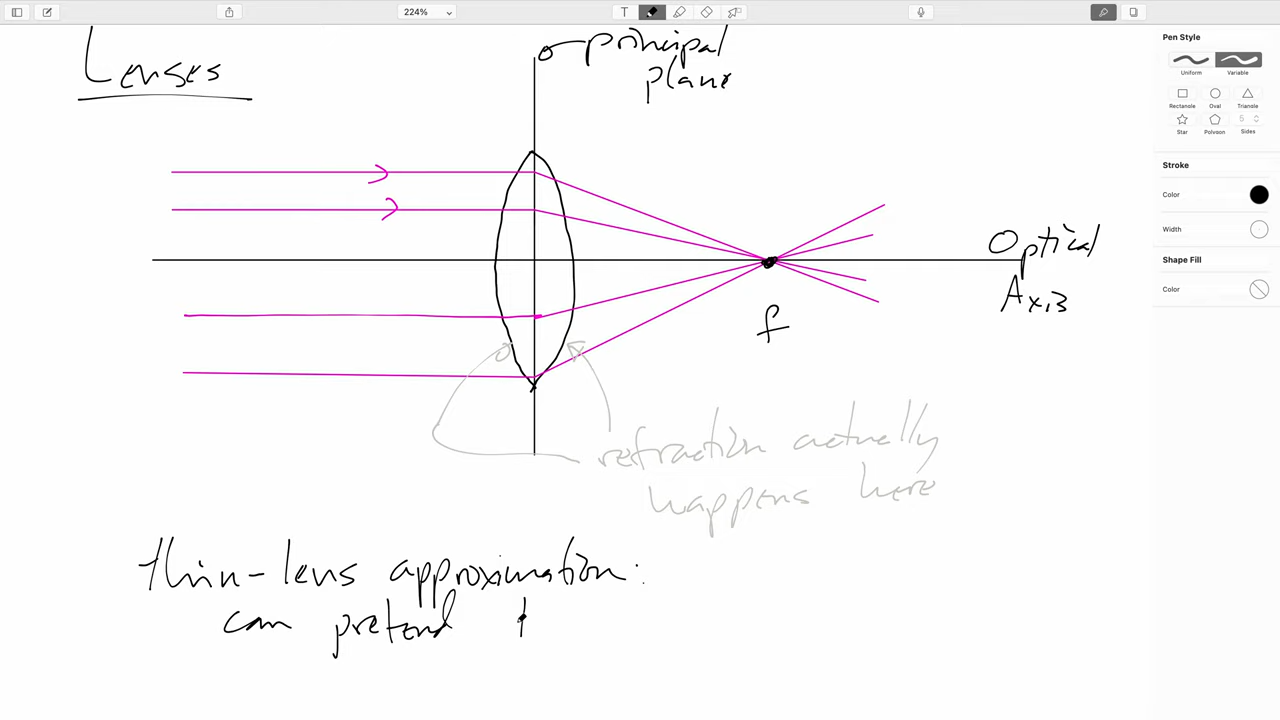 224%
T
Lenses
principal
plane
Optical
Axis
f
refraction actually
happens here
thin-lens approximation:
can pretend
Pen Style
Uniform Variable
Rectangle Oval Triangle
Star Polygon 5 Sides
Stroke
Color
Width
Shape Fill
Color